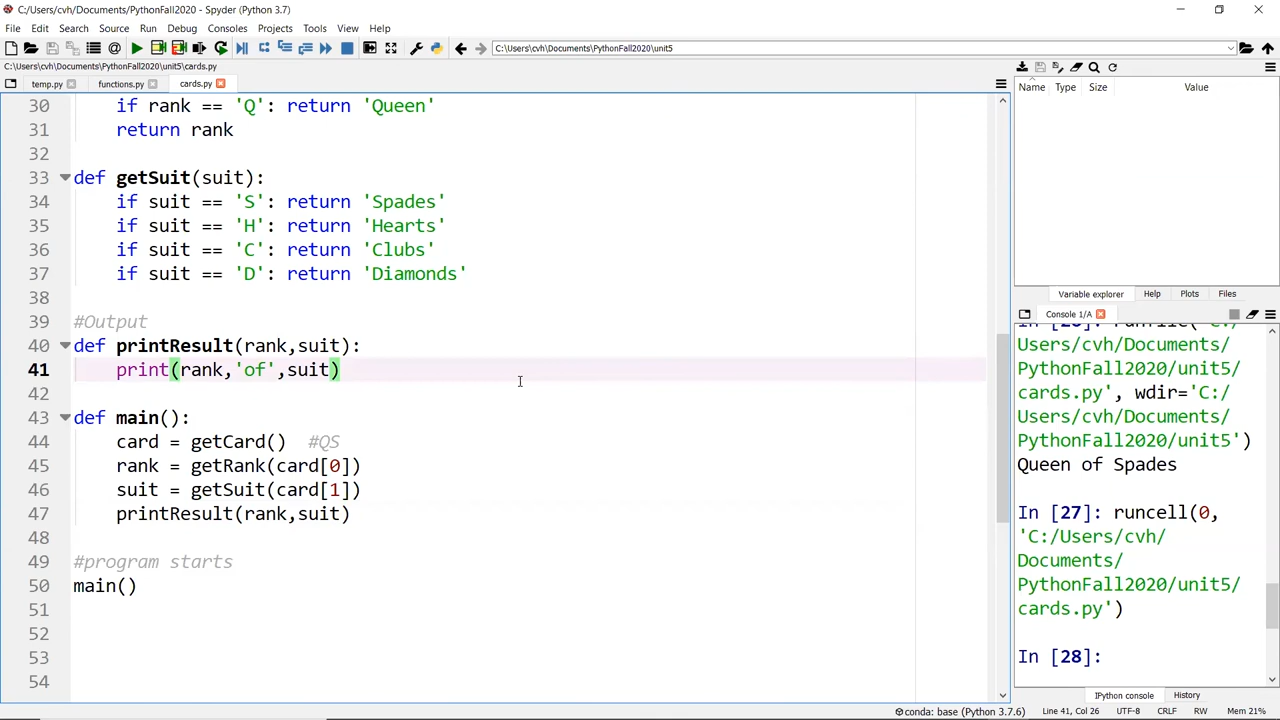 C:/Users/cvh/Documents/PythonFall2020 - Spyder (Python 3.7)
File Edit Search Source Run Debug Consoles Projects Tools View Help
C:\Users\cvh\Documents\PythonFall2020\unit5
C:\Users\cvh\Documents\PythonFall2020\unit5\cards.py
temp.py functions.py cards.py
30 if rank == 'Q': return 'Queen'
31 return rank
32
33 def getSuit(suit):
34 if suit == 'S': return 'Spades'
35 if suit == 'H': return 'Hearts'
36 if suit == 'C': return 'Clubs'
37 if suit == 'D': return 'Diamonds'
38
39 #Output
40 def printResult(rank,suit):
41 print(rank,'of',suit)
42
43 def main():
44 card = getCard() #QS
45 rank = getRank(card[0])
46 suit = getSuit(card[1])
47 printResult(rank,suit)
48
49 #program starts
50 main()
51
52
53
54
Name Type Size Value
Variable explorer Help Plots Files
Console 1/A
Users/cvh/Documents/
PythonFall2020/unit5/
cards.py', wdir='C:/
Users/cvh/Documents/
PythonFall2020/unit5')
Queen of Spades
In [27]: runcell(0,
'C:/Users/cvh/
Documents/
PythonFall2020/unit5/
cards.py')
In [28]:
IPython console History
conda: base (Python 3.7.6) Line 41, Col 26 UTF-8 CRLF RW Mem 21%